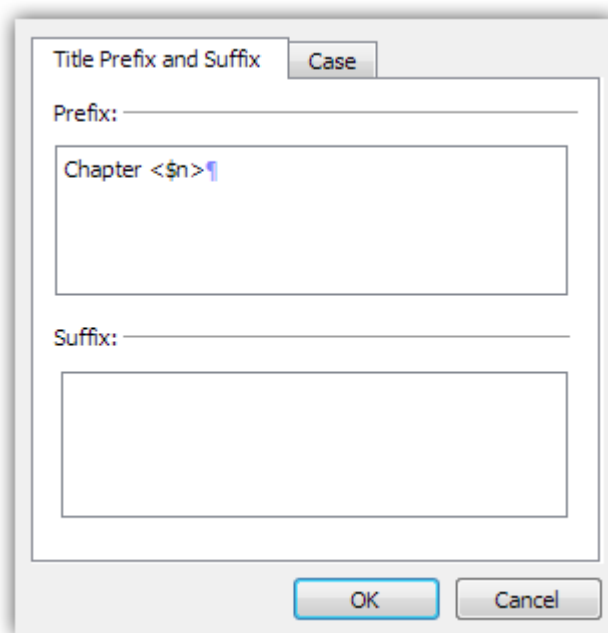 Title Prefix and Suffix Case
Prefix:
Chapter <$n>¶
Suffix:
OK Cancel